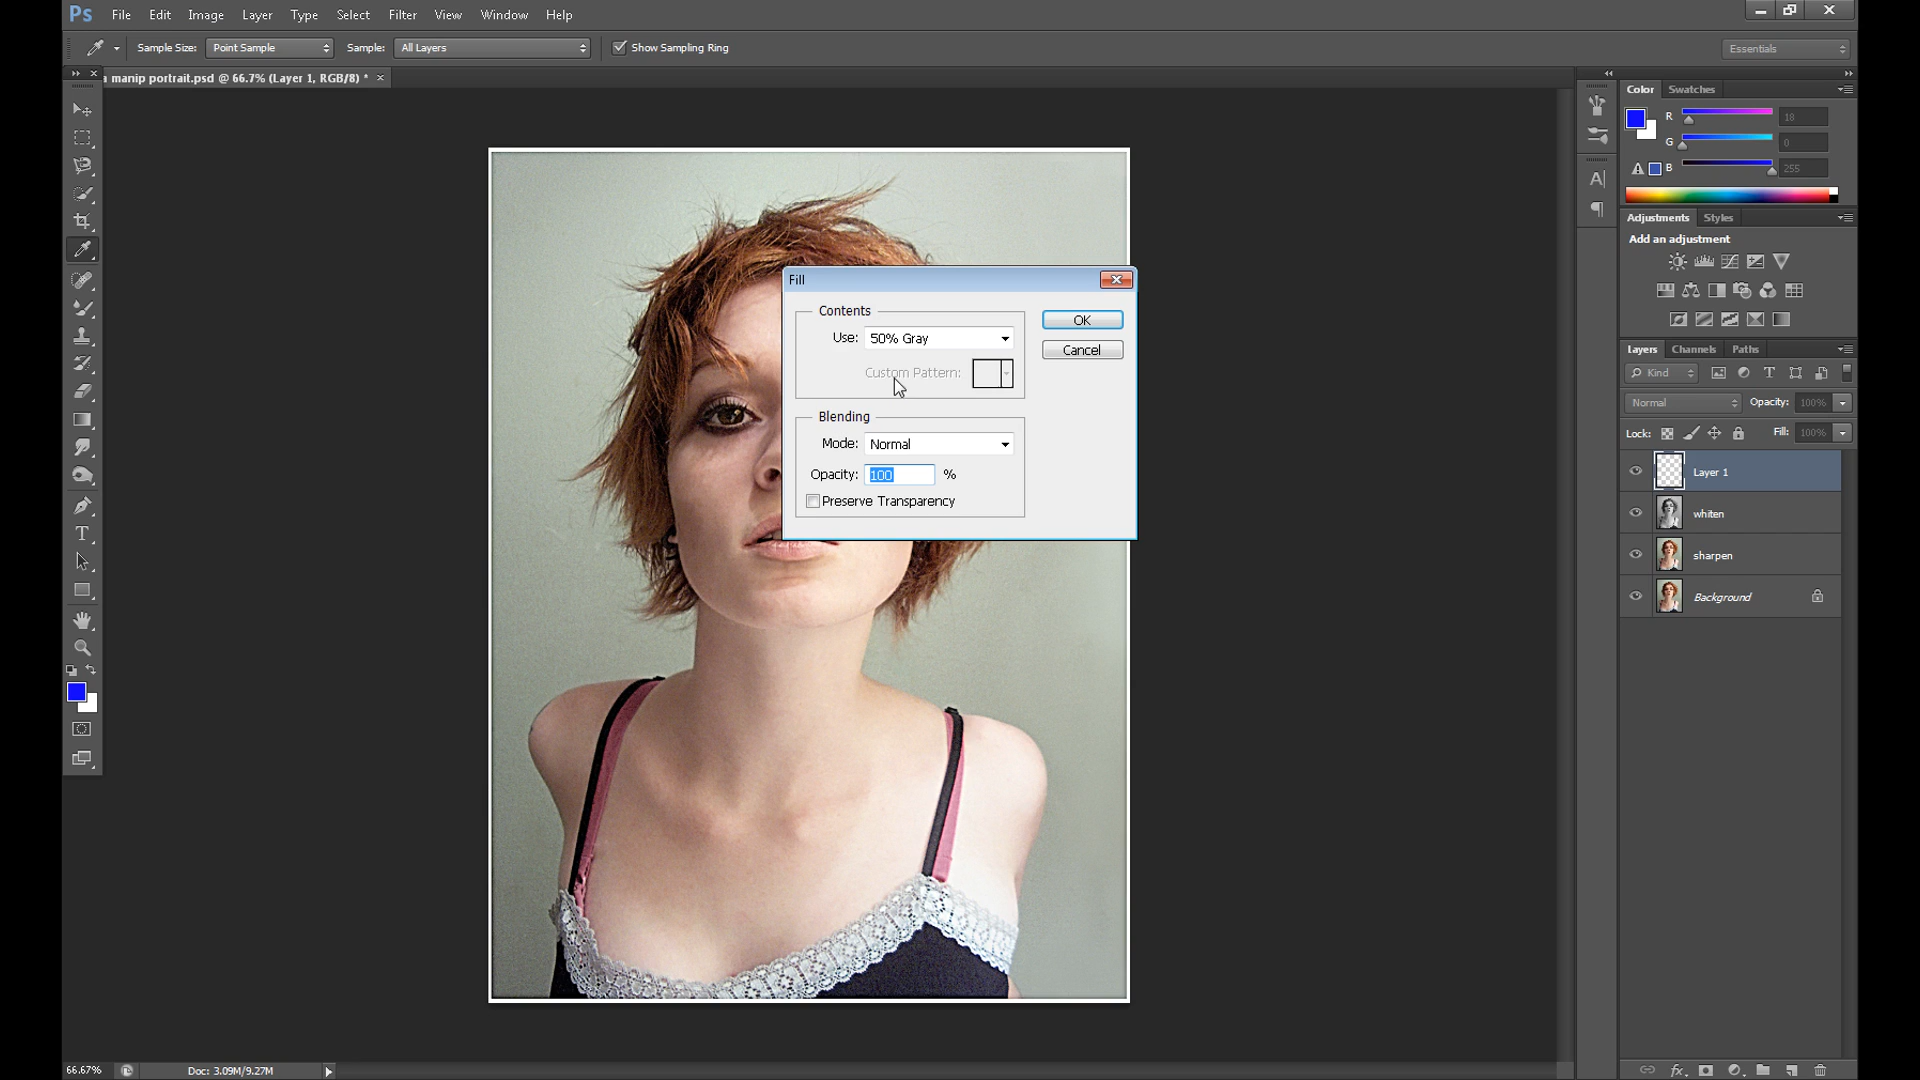 Ps File Edit Image Layer Type Select Filter View Window Help
Sample Size: Point Sample Sample: All Layers Show Sampling Ring Essentials
a manip portrait.psd @ 66.7% (Layer 1, RGB/8) *
Color Swatches
R 18
G 0
B 255
Adjustments Styles
Add an adjustment
Layers Channels Paths
Kind
Normal Opacity: 100%
Lock: Fill: 100%
Layer 1
whiten
sharpen
Background
Fill
Contents
Use: 50% Gray
Custom Pattern:
OK
Cancel
Blending
Mode: Normal
Opacity: 100 %
Preserve Transparency
66.67% Doc: 3.09M/9.27M